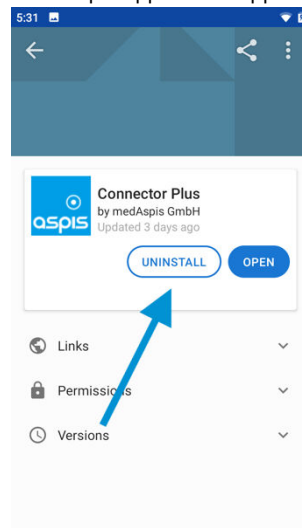 5:31
aspis
Connector Plus
by medAspis GmbH
Updated 3 days ago
UNINSTALL
OPEN
Links
Permissions
Versions